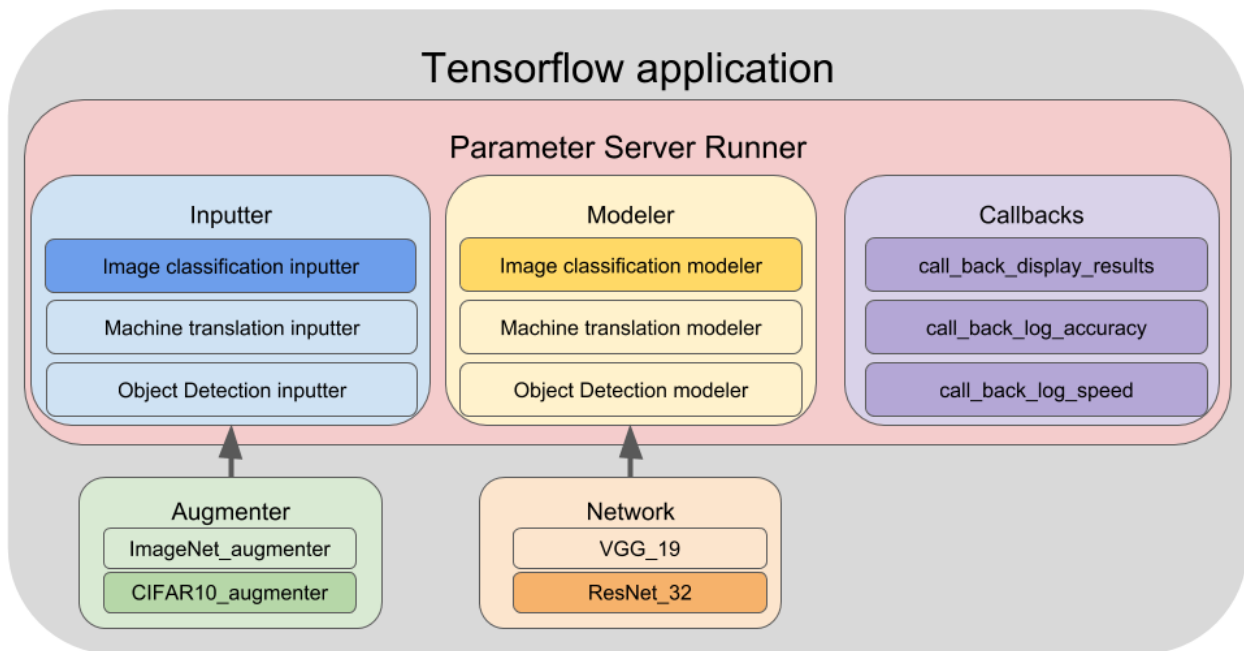 Tensorflow application
Parameter Server Runner
Inputter
Image classification inputter
Machine translation inputter
Object Detection inputter
Modeler
Image classification modeler
Machine translation modeler
Object Detection modeler
Callbacks
call_back_display_results
call_back_log_accuracy
call_back_log_speed
Augmenter
ImageNet_augmenter
CIFAR10_augmenter
Network
VGG_19
ResNet_32